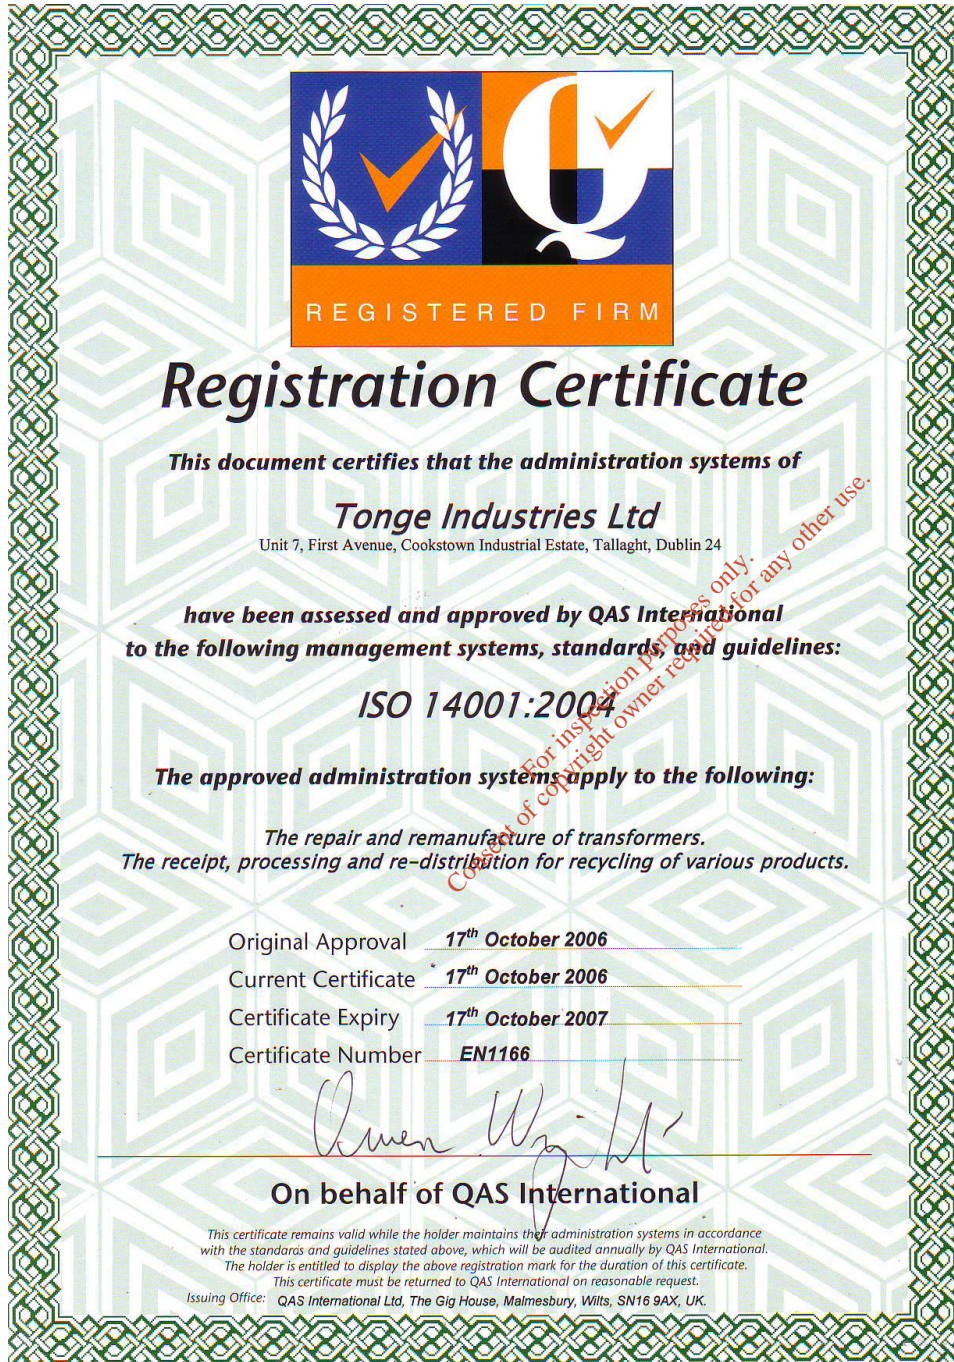 REGISTERED FIRM
Registration Certificate
This document certifies that the administration systems of
Tonge Industries Ltd
Unit 7, First Avenue, Cookstown Industrial Estate, Tallaght, Dublin 24
have been assessed and approved by QAS International
to the following management systems, standards, and guidelines:
ISO 14001:2004
For inspection purposes only.
Consent of copyright owner required for any other use.
The approved administration systems apply to the following:
The repair and remanufacture of transformers.
The receipt, processing and re-distribution for recycling of various products.
Original Approval 17th October 2006
Current Certificate 17th October 2006
Certificate Expiry 17th October 2007
Certificate Number EN1166
Owen Wright
On behalf of QAS International
This certificate remains valid while the holder maintains their administration systems in accordance
with the standards and guidelines stated above, which will be audited annually by QAS International.
The holder is entitled to display the above registration mark for the duration of this certificate.
This certificate must be returned to QAS International on reasonable request.
Issuing Office: QAS International Ltd, The Gig House, Malmesbury, Wilts, SN16 9AX, UK.